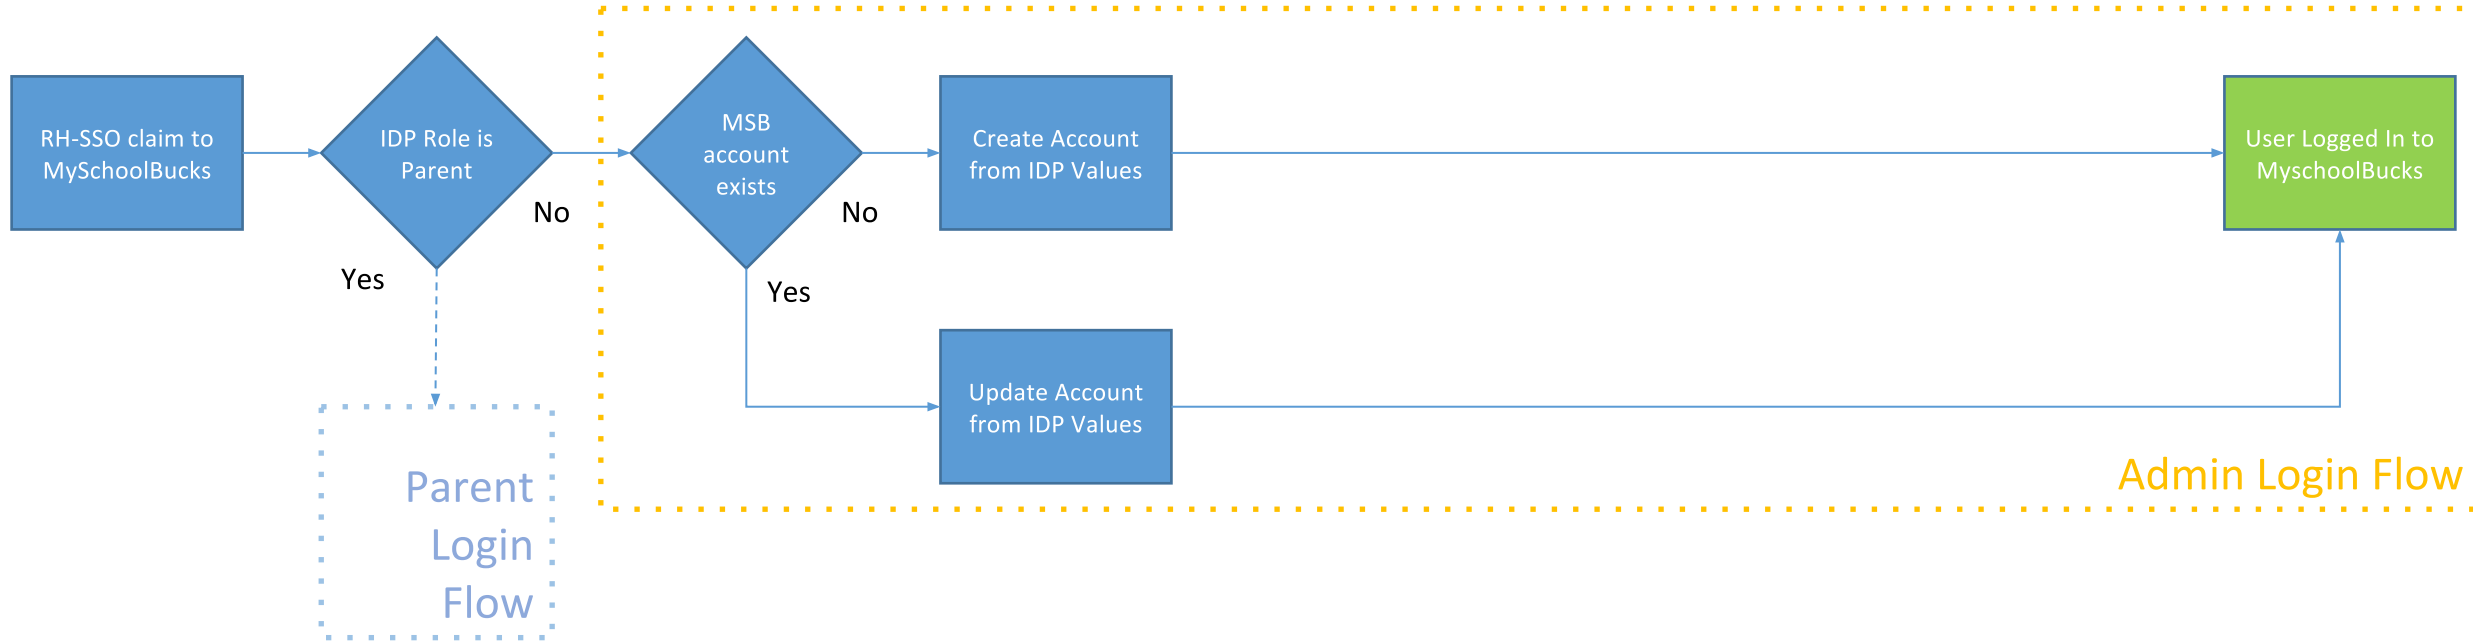 RH-SSO claim to
MySchoolBucks
IDP Role is
Parent
No
Yes
MSB
account
exists
No
Yes
Create Account
from IDP Values
User Logged In to
MyschoolBucks
Update Account
from IDP Values
Admin Login Flow
Parent
Login
Flow